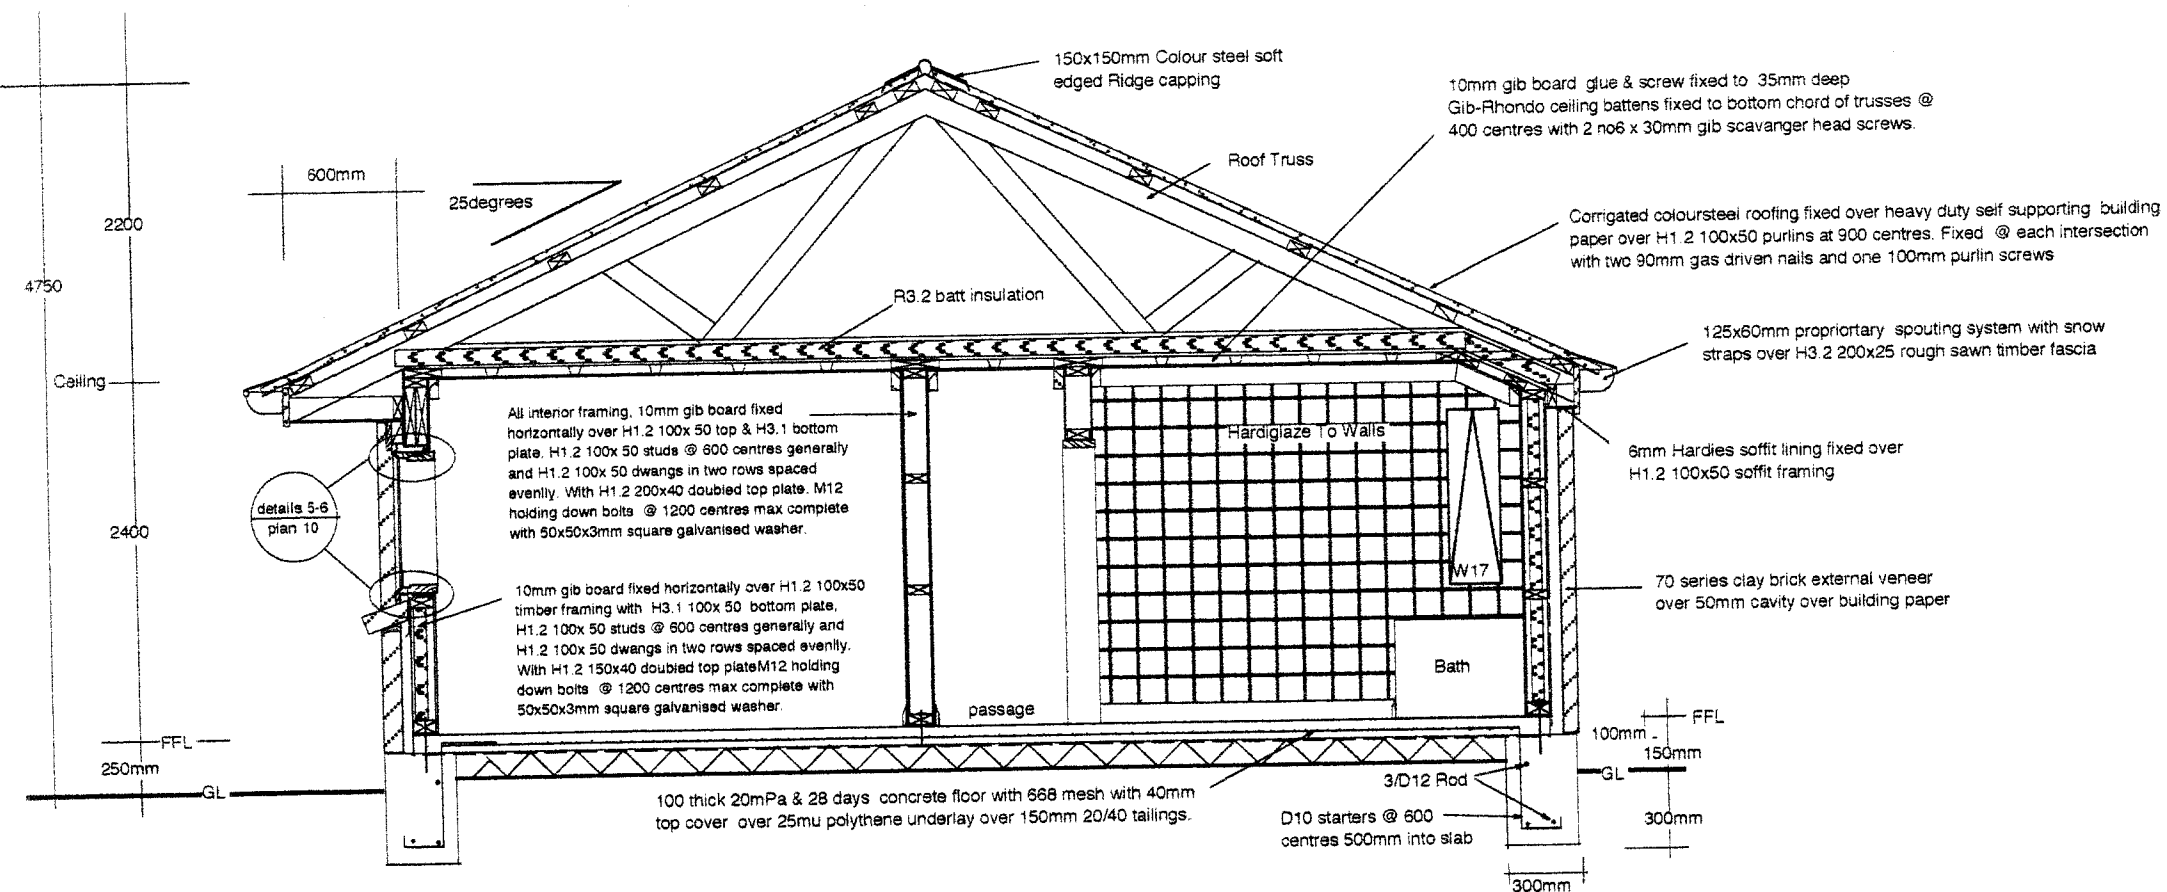 150x150mm Colour steel soft
edged Ridge capping
10mm gib board glue & screw fixed to 35mm deep
Gib-Rhondo ceiling battens fixed to bottom chord of trusses @
400 centres with 2 no6 x 30mm gib scavanger head screws.
Roof Truss
600mm
25degrees
2200
4750
Corrigated coloursteel roofing fixed over heavy duty self supporting building
paper over H1.2 100x50 purlins at 900 centres. Fixed @ each intersection
with two 90mm gas driven nails and one 100mm purlin screws
R3.2 batt insulation
125x60mm propriortary spouting system with snow
straps over H3.2 200x25 rough sawn timber fascia
Ceiling
All interior framing, 10mm gib board fixed
horizontally over H1.2 100x 50 top & H3.1 bottom
plate. H1.2 100x 50 studs @ 600 centres generally
and H1.2 100x 50 dwangs in two rows spaced
evenlly. With H1.2 200x40 doubled top plate. M12
holding down bolts @ 1200 centres max complete
with 50x50x3mm square galvanised washer.
Hardiglaze To Walls
6mm Hardies soffit lining fixed over
H1.2 100x50 soffit framing
details 5-6
plan 10
2400
W17
10mm gib board fixed horizontally over H1.2 100x50
timber framing with H3.1 100x 50 bottom plate,
H1.2 100x 50 studs @ 600 centres generally and
H1.2 100x 50 dwangs in two rows spaced evenlly.
With H1.2 150x40 doubled top plateM12 holding
down bolts @ 1200 centres max complete with
50x50x3mm square galvanised washer.
70 series clay brick external veneer
over 50mm cavity over building paper
Bath
passage
FFL
FFL
100mm
150mm
250mm
GL
GL
3/D12 Rod
100 thick 20mPa & 28 days concrete floor with 668 mesh with 40mm
top cover over 25mu polythene underlay over 150mm 20/40 tailings.
D10 starters @ 600
centres 500mm into slab
300mm
300mm